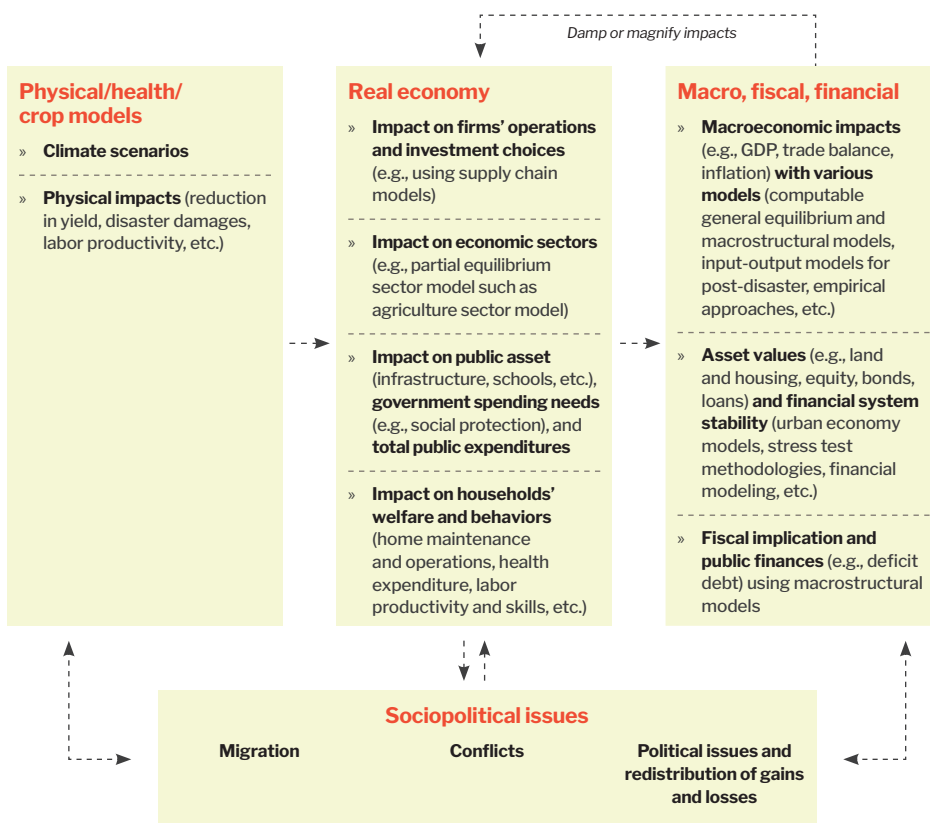 Damp or magnify impacts
Physical/health/
crop models
» Climate scenarios
» Physical impacts (reduction
in yield, disaster damages,
labor productivity, etc.)
Real economy
» Impact on firms’ operations
and investment choices
(e.g., using supply chain
models)
» Impact on economic sectors
(e.g., partial equilibrium
sector model such as
agriculture sector model)
» Impact on public asset
(infrastructure, schools, etc.),
government spending needs
(e.g., social protection), and
total public expenditures
» Impact on households’
welfare and behaviors
(home maintenance
and operations, health
expenditure, labor
productivity and skills, etc.)
Macro, fiscal, financial
» Macroeconomic impacts
(e.g., GDP, trade balance,
inflation) with various
models (computable
general equilibrium and
macrostructural models,
input-output models for
post-disaster, empirical
approaches, etc.)
» Asset values (e.g., land
and housing, equity, bonds,
loans) and financial system
stability (urban economy
models, stress test
methodologies, financial
modeling, etc.)
» Fiscal implication and
public finances (e.g., deficit
debt) using macrostructural
models
Sociopolitical issues
Migration
Conflicts
Political issues and
redistribution of gains
and losses